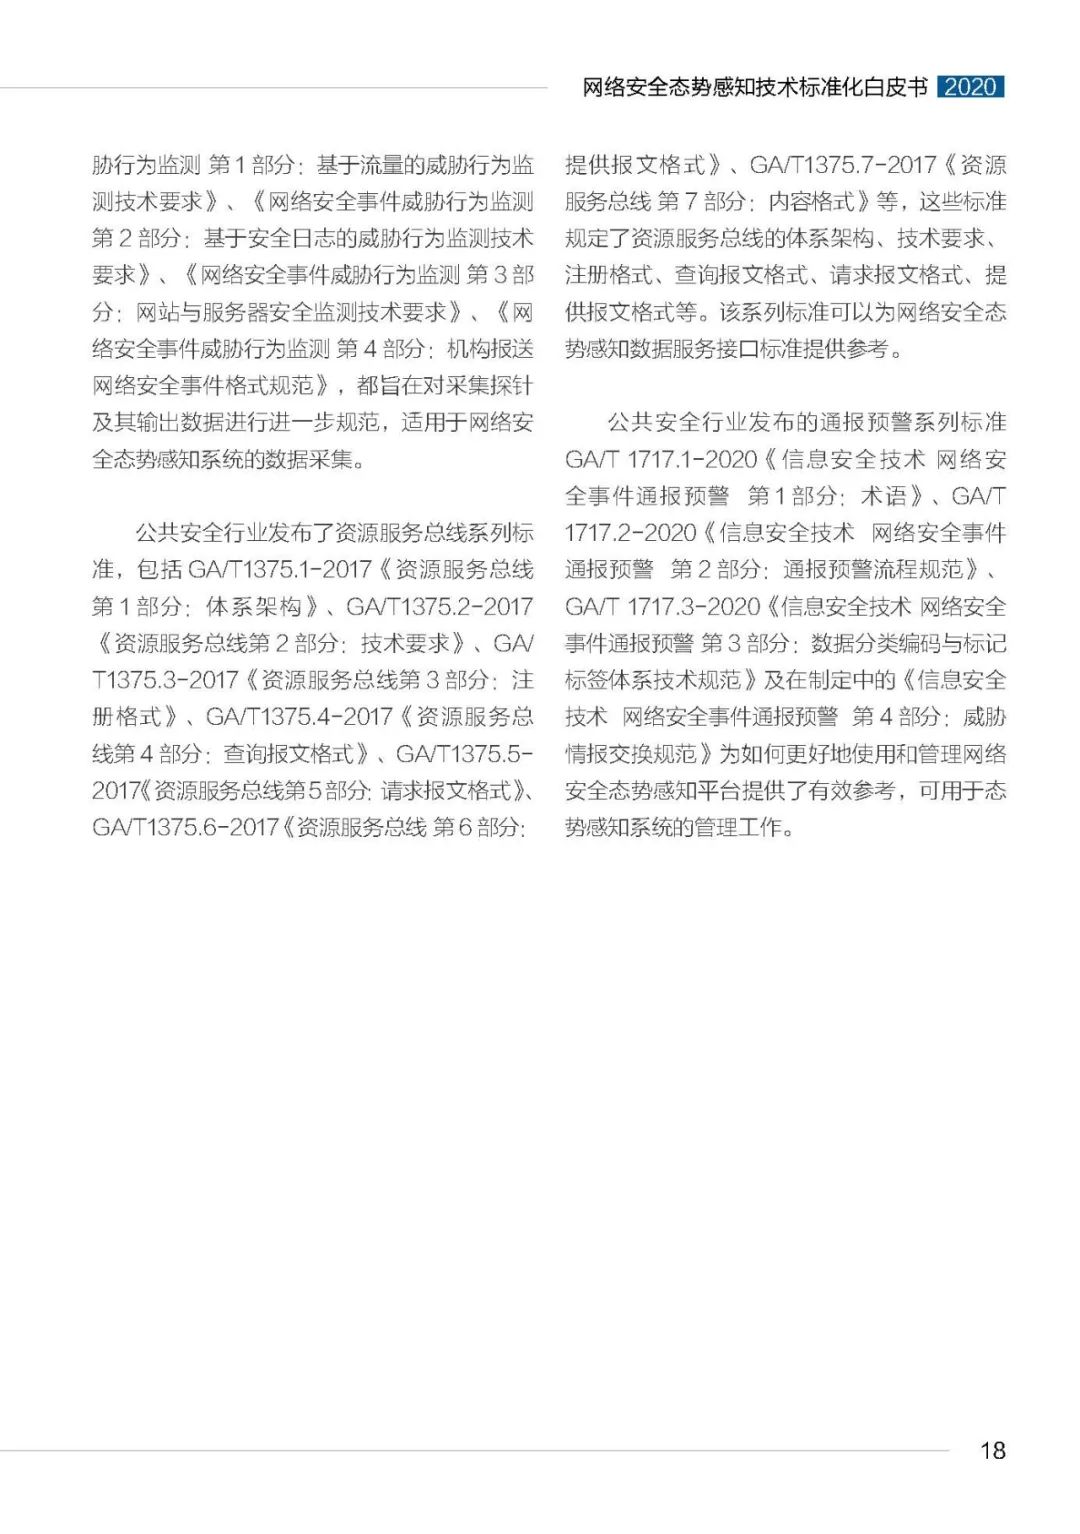 网络安全态势感知技术标准化白皮书 2020
胁行为监测 第 1 部分：基于流量的威胁行为监
测技术要求》、《网络安全事件威胁行为监测
第 2 部分：基于安全日志的威胁行为监测技术
要求》、《网络安全事件威胁行为监测 第 3 部
分：网站与服务器安全监测技术要求》、《网
络安全事件威胁行为监测 第 4 部分：机构报送
网络安全事件格式规范》，都旨在对采集探针
及其输出数据进行进一步规范，适用于网络安
全态势感知系统的数据采集。
公共安全行业发布了资源服务总线系列标
准，包括 GA/T1375.1-2017《资源服务总线
第 1 部分：体系架构》、GA/T1375.2-2017
《资源服务总线第 2 部分：技术要求》、GA/
T1375.3-2017《资源服务总线第 3 部分：注
册格式》、GA/T1375.4-2017《资源服务总
线第 4 部分：查询报文格式》、GA/T1375.5-
2017《资源服务总线第5部分：请求报文格式》、
GA/T1375.6-2017《资源服务总线 第 6 部分：
提供报文格式》、GA/T1375.7-2017《资源
服务总线 第 7 部分：内容格式》等，这些标准
规定了资源服务总线的体系架构、技术要求、
注册格式、查询报文格式、请求报文格式、提
供报文格式等。该系列标准可以为网络安全态
势感知数据服务接口标准提供参考。
公共安全行业发布的通报预警系列标准
GA/T 1717.1-2020《信息安全技术 网络安
全事件通报预警 第 1 部分：术语》、GA/T
1717.2-2020《信息安全技术 网络安全事件
通报预警 第 2 部分：通报预警流程规范》、
GA/T 1717.3-2020《信息安全技术 网络安全
事件通报预警 第 3 部分：数据分类编码与标记
标签体系技术规范》及在制定中的《信息安全
技术 网络安全事件通报预警 第 4 部分：威胁
情报交换规范》为如何更好地使用和管理网络
安全态势感知平台提供了有效参考，可用于态
势感知系统的管理工作。
18